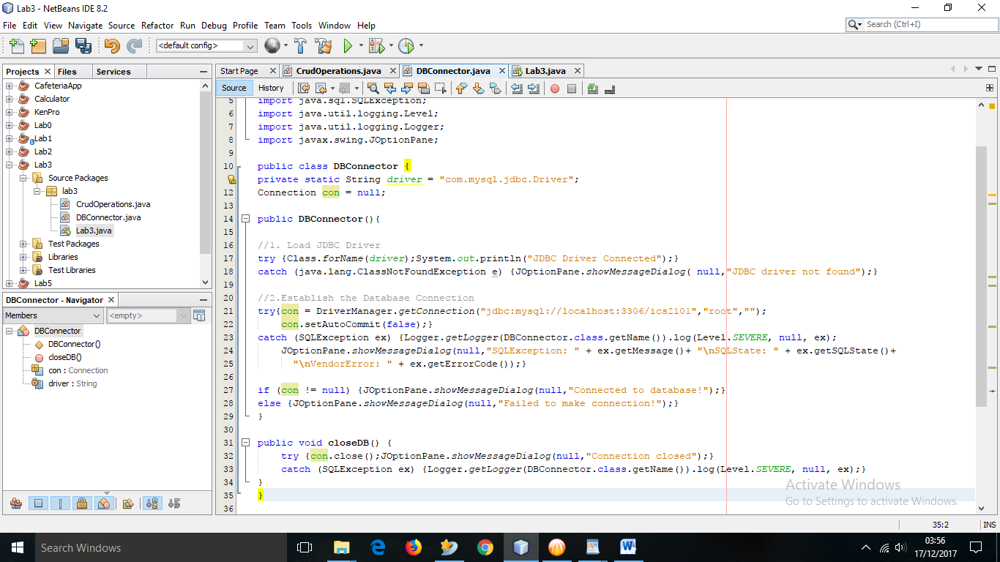 Lab3 - NetBeans IDE 8.2
File Edit View Navigate Source Refactor Run Debug Profile Team Tools Window Help
Search (Ctrl+I)
<default config>
Projects Files Services
Start Page CrudOperations.java DBConnector.java Lab3.java
Source History
CafeteriaApp
Calculator
KenPro
Lab0
Lab1
Lab2
Lab3
Source Packages
lab3
CrudOperations.java
DBConnector.java
Lab3.java
Test Packages
Libraries
Test Libraries
Lab5
DBConnector - Navigator
Members <empty>
DBConnector
DBConnector()
closeDB()
con : Connection
driver : String
5 import java.sql.SQLException;
6 import java.util.logging.Level;
7 import java.util.logging.Logger;
8 import javax.swing.JOptionPane;
9
10 public class DBConnector {
private static String driver = "com.mysql.jdbc.Driver";
12 Connection con = null;
13
14 public DBConnector(){
15
16 //1. Load JDBC Driver
17 try {Class.forName(driver);System.out.println("JDBC Driver Connected");}
18 catch (java.lang.ClassNotFoundException e) {JOptionPane.showMessageDialog( null,"JDBC driver not found");}
19
20 //2.Establish the Database Connection
21 try{con = DriverManager.getConnection("jdbc:mysql://localhost:3306/ics2101","root","");
22 con.setAutoCommit(false);}
23 catch (SQLException ex) {Logger.getLogger(DBConnector.class.getName()).log(Level.SEVERE, null, ex);
24 JOptionPane.showMessageDialog(null,"SQLException: " + ex.getMessage()+ "\nSQLState: " + ex.getSQLState()+
25 "\nVendorError: " + ex.getErrorCode());}
26
27 if (con != null) {JOptionPane.showMessageDialog(null,"Connected to database!");}
28 else {JOptionPane.showMessageDialog(null,"Failed to make connection!");}
29 }
30
31 public void closeDB() {
32 try {con.close();JOptionPane.showMessageDialog(null,"Connection closed");}
33 catch (SQLException ex) {Logger.getLogger(DBConnector.class.getName()).log(Level.SEVERE, null, ex);}
34 }
35 }
36
Activate Windows
Go to Settings to activate Windows.
35:2 INS
Search Windows
03:56
17/12/2017